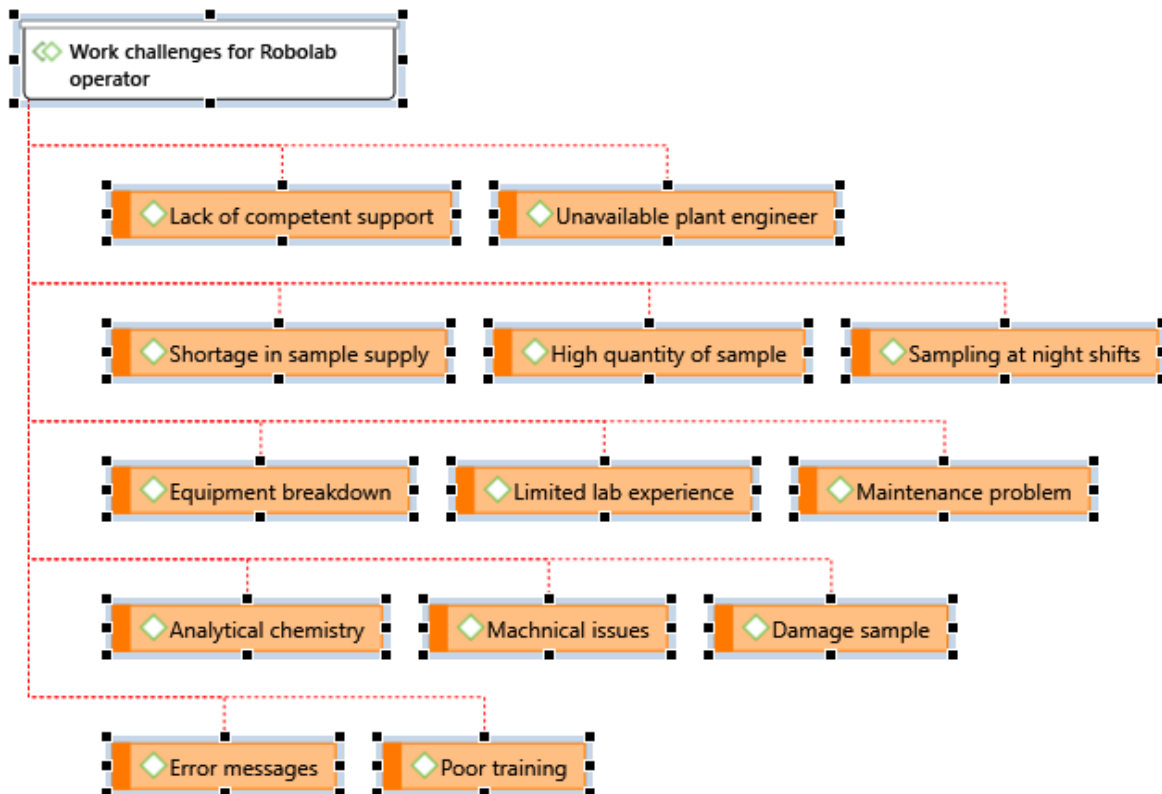 Work challenges for Robolab
operator
Lack of competent support
Unavailable plant engineer
Shortage in sample supply
High quantity of sample
Sampling at night shifts
Equipment breakdown
Limited lab experience
Maintenance problem
Analytical chemistry
Machnical issues
Damage sample
Error messages
Poor training